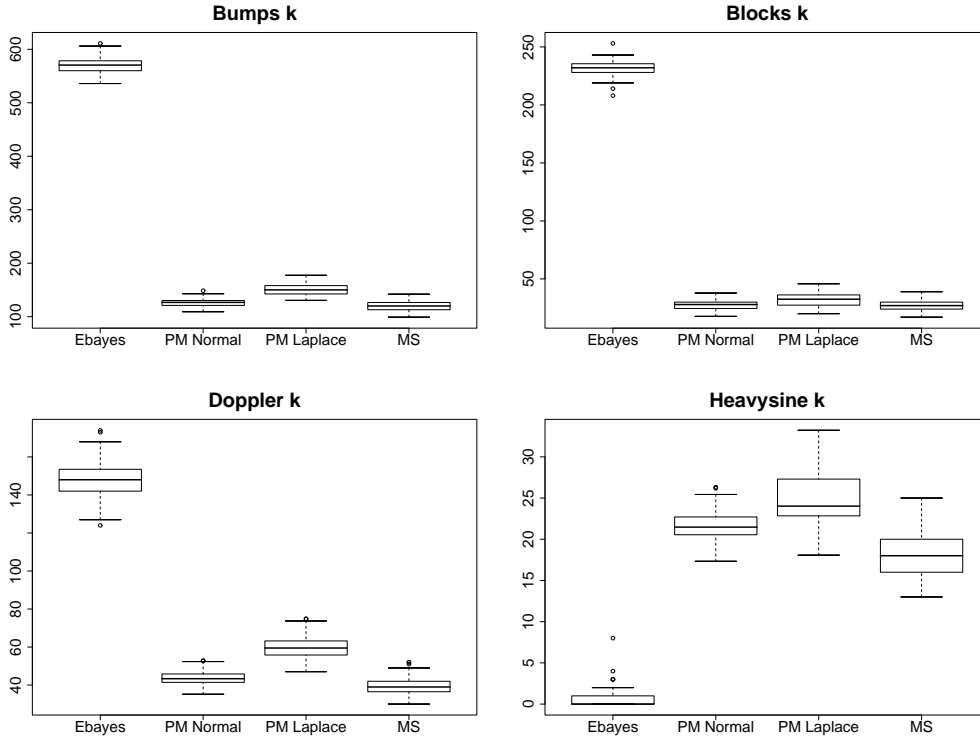 Bumps k
600
500
400
300
200
100
Ebayes PM Normal PM Laplace MS
Blocks k
250
200
150
100
50
Ebayes PM Normal PM Laplace MS
Doppler k
140
100
80
60
40
Ebayes PM Normal PM Laplace MS
Heavysine k
30
25
20
15
10
5
0
Ebayes PM Normal PM Laplace MS